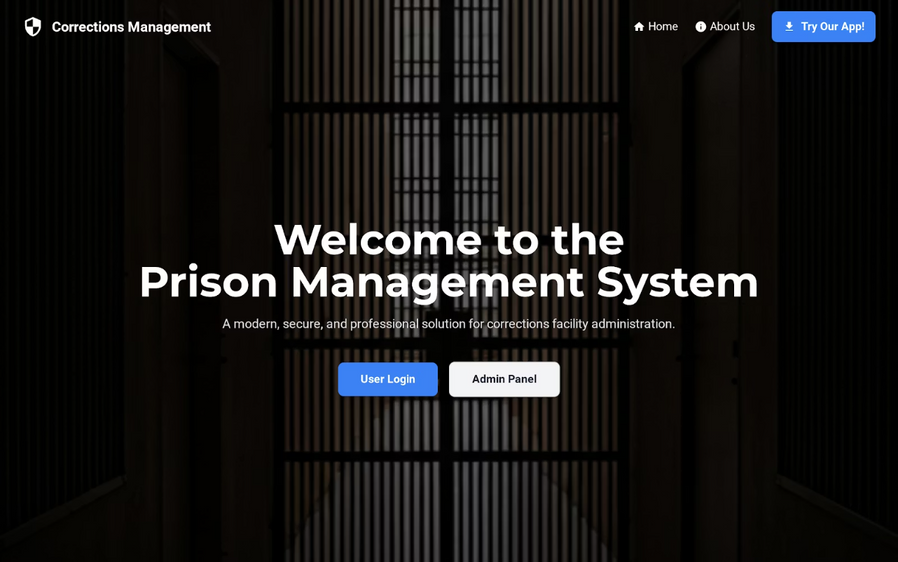 Corrections Management
Home
About Us
Try Our App!
Welcome to the
Prison Management System
A modern, secure, and professional solution for corrections facility administration.
User Login
Admin Panel